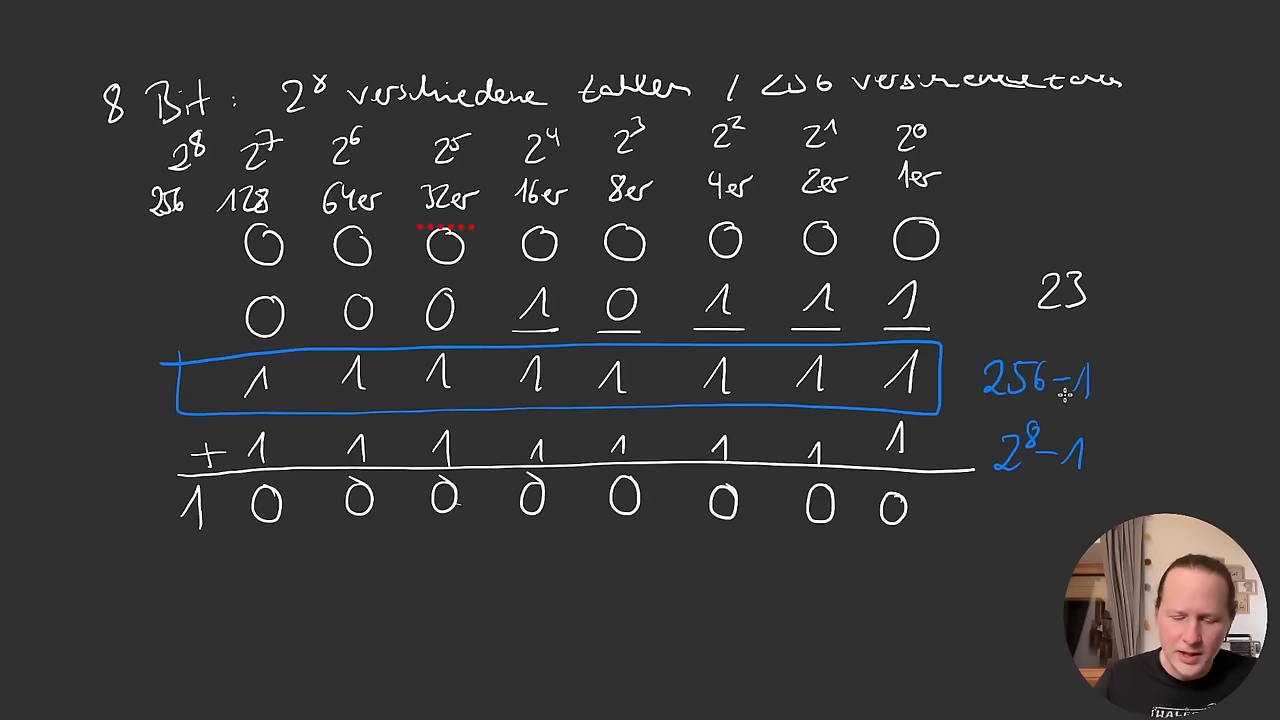 8 Bit: 2⁸ verschiedene Zahlen / 256 verschiedene Zahlen
2⁸ 2⁷ 2⁶ 2⁵ 2⁴ 2³ 2² 2¹ 2⁰
256 128 64er 32er 16er 8er 4er 2er 1er
0 0 0 0 0 0 0 0
0 0 0 1 0 1 1 1 23
1 1 1 1 1 1 1 1 256-1
+ 1 1 1 1 1 1 1 1 2⁸-1
1 0 0 0 0 0 0 0 0